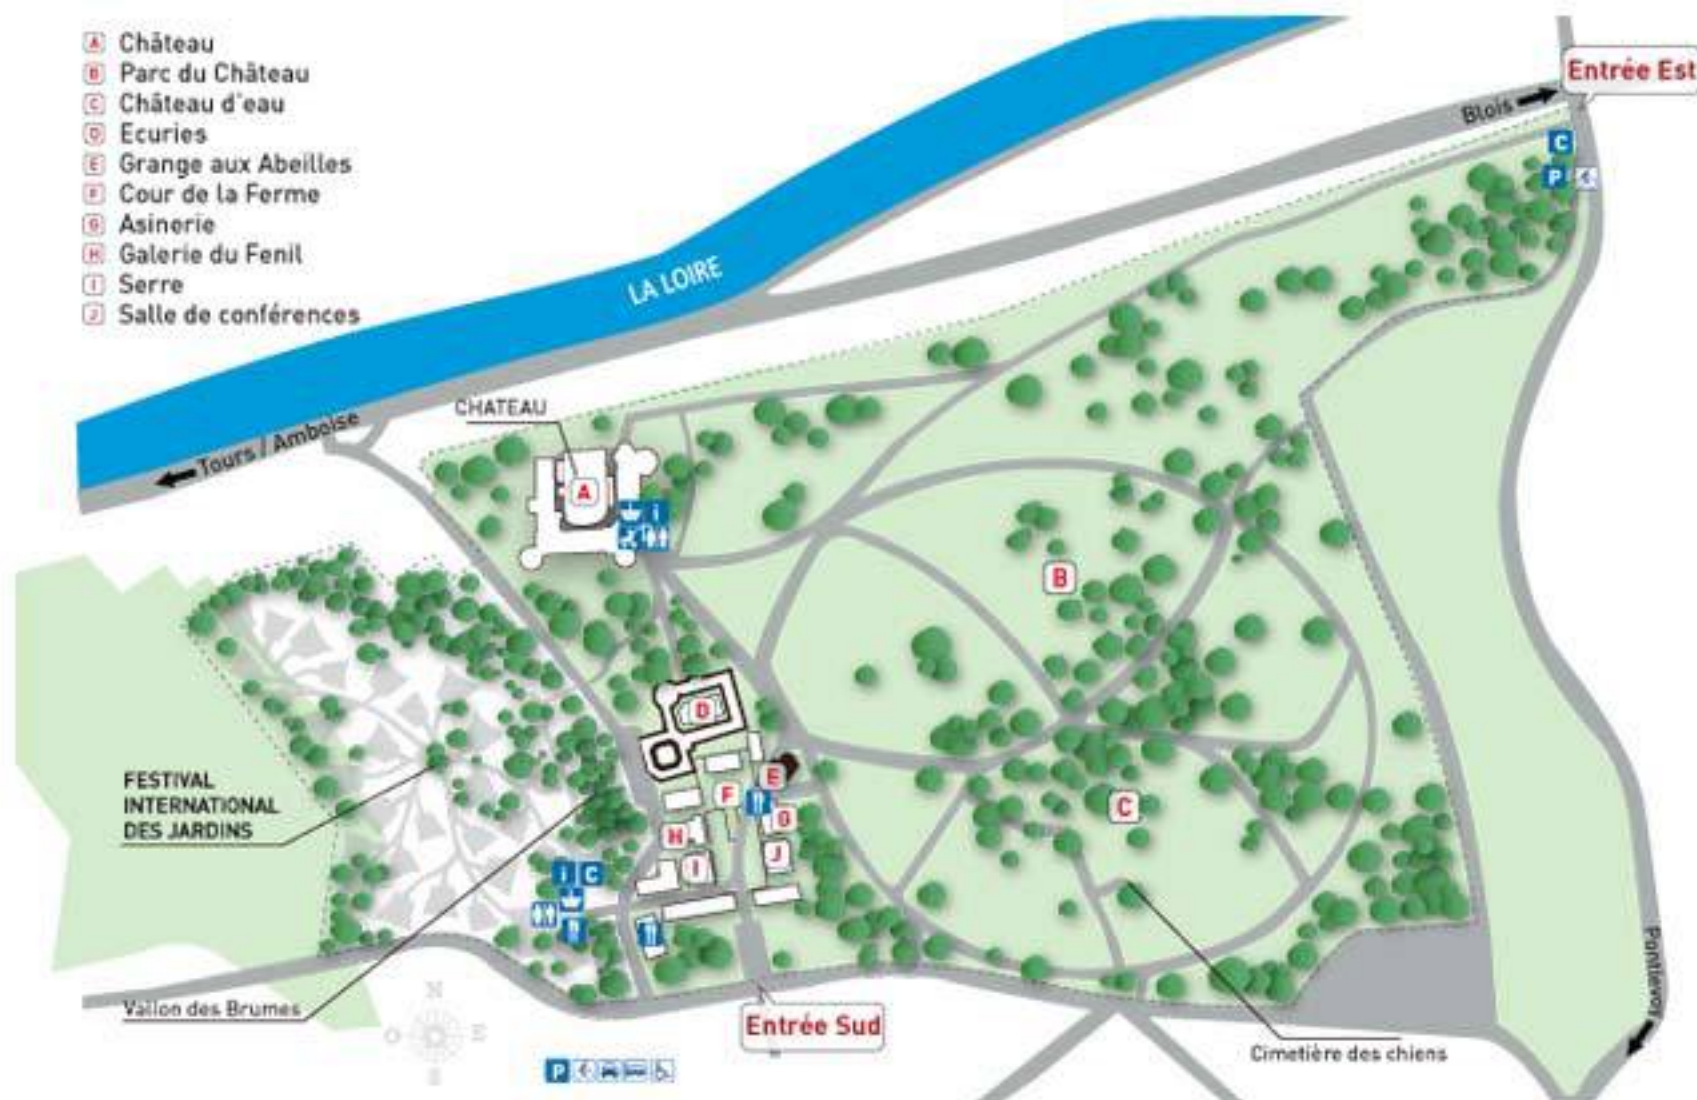 A Château
B Parc du Château
C Château d'eau
D Ecuries
E Grange aux Abeilles
F Cour de la Ferme
G Asinerie
H Galerie du Fenil
I Serre
J Salle de conférences
Entrée Est
Blois
C
P
LA LOIRE
CHATEAU
Tours / Amboise
A
i
B
D
E
F
G
C
H
J
I
FESTIVAL
INTERNATIONAL
DES JARDINS
i C
Vallon des Brumes
N
O E
S
Entrée Sud
P
Cimetière des chiens
Pontlevoy